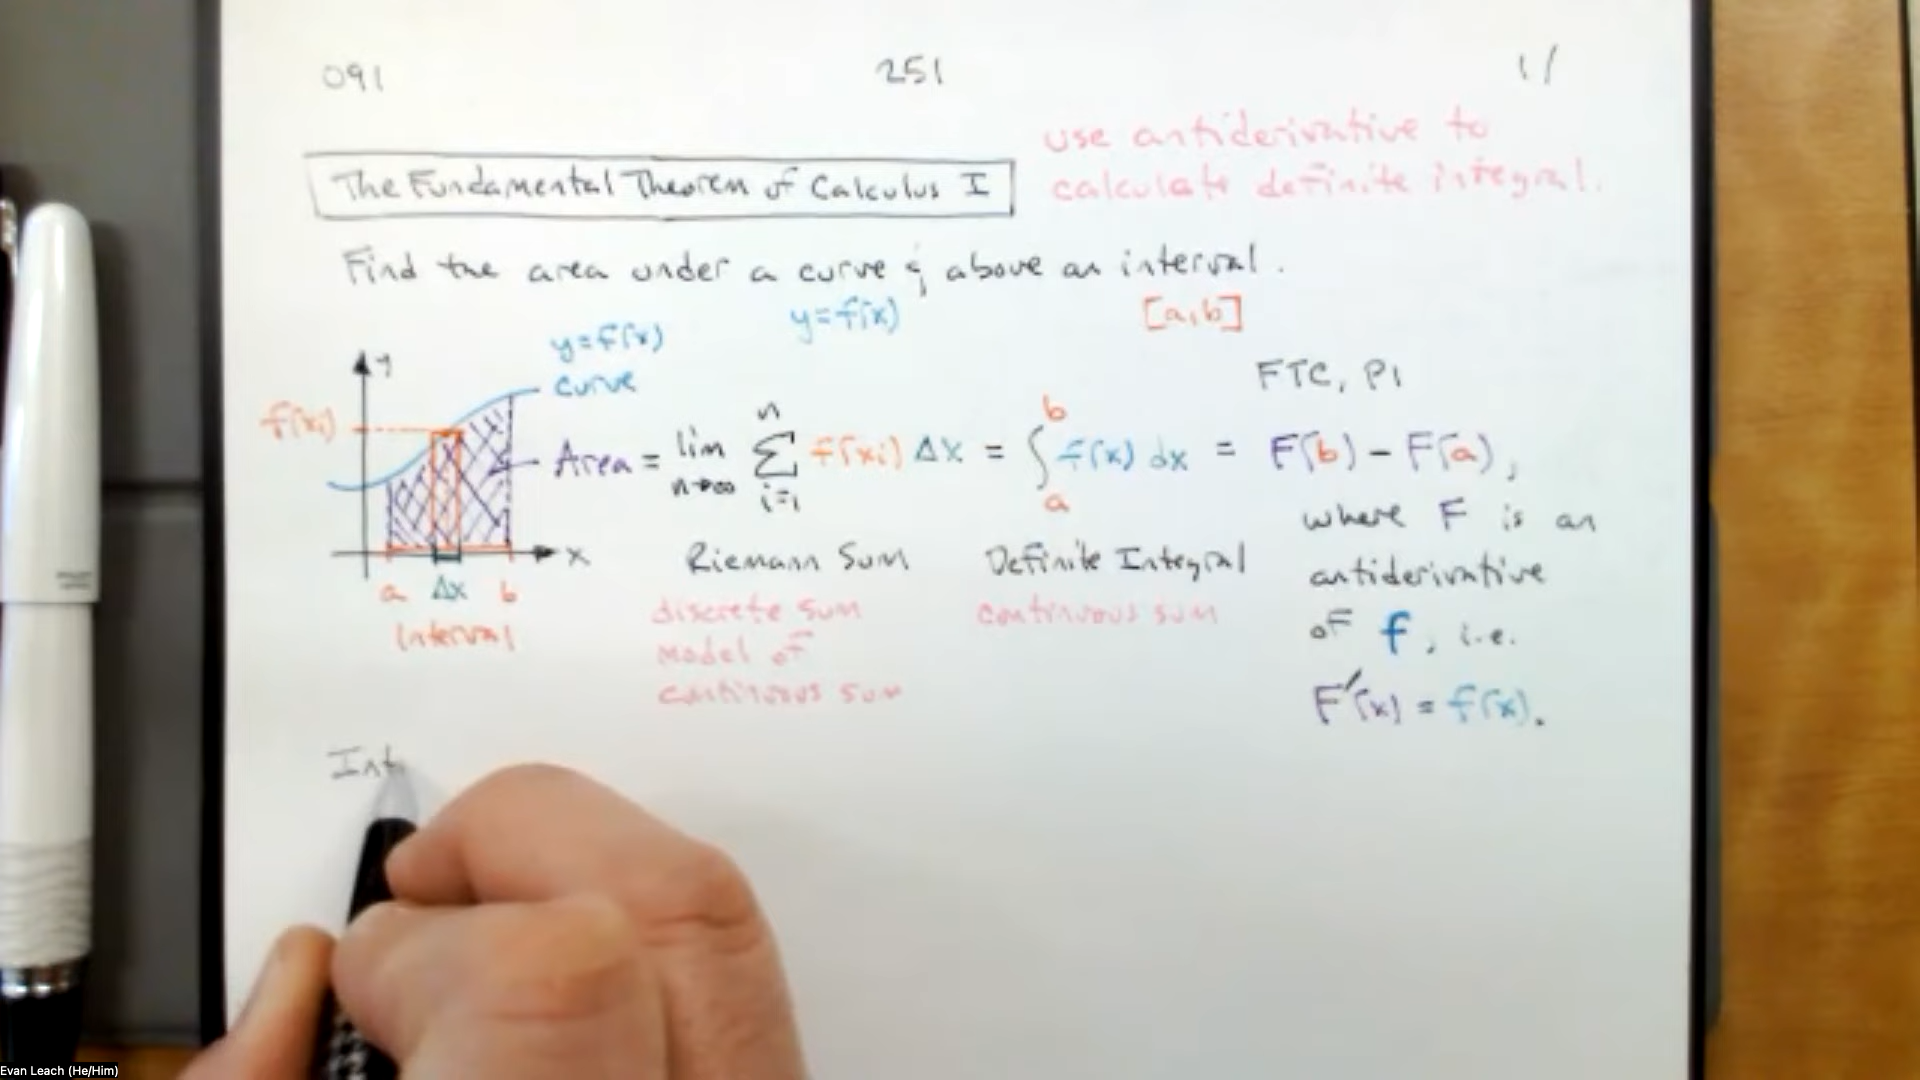 091 251 1/
The Fundamental Theorem of Calculus I
use antiderivative to
calculate definite integral.
Find the area under a curve & above an interval.
y=f(x) [a,b]
y
y=f(x)
curve
f(xi)
Area = lim n→∞ n Σ i=1 f(xi) Δx = ∫ b a f(x) dx = F(b) - F(a),
FTC, P1
x
a Δx b
Interval
Riemann Sum
discrete sum
model of
continuous sum
Definite Integral
continuous sum
where F is an
antiderivative
of f, i.e.
F'(x) = f(x).
Int
Evan Leach (He/Him)